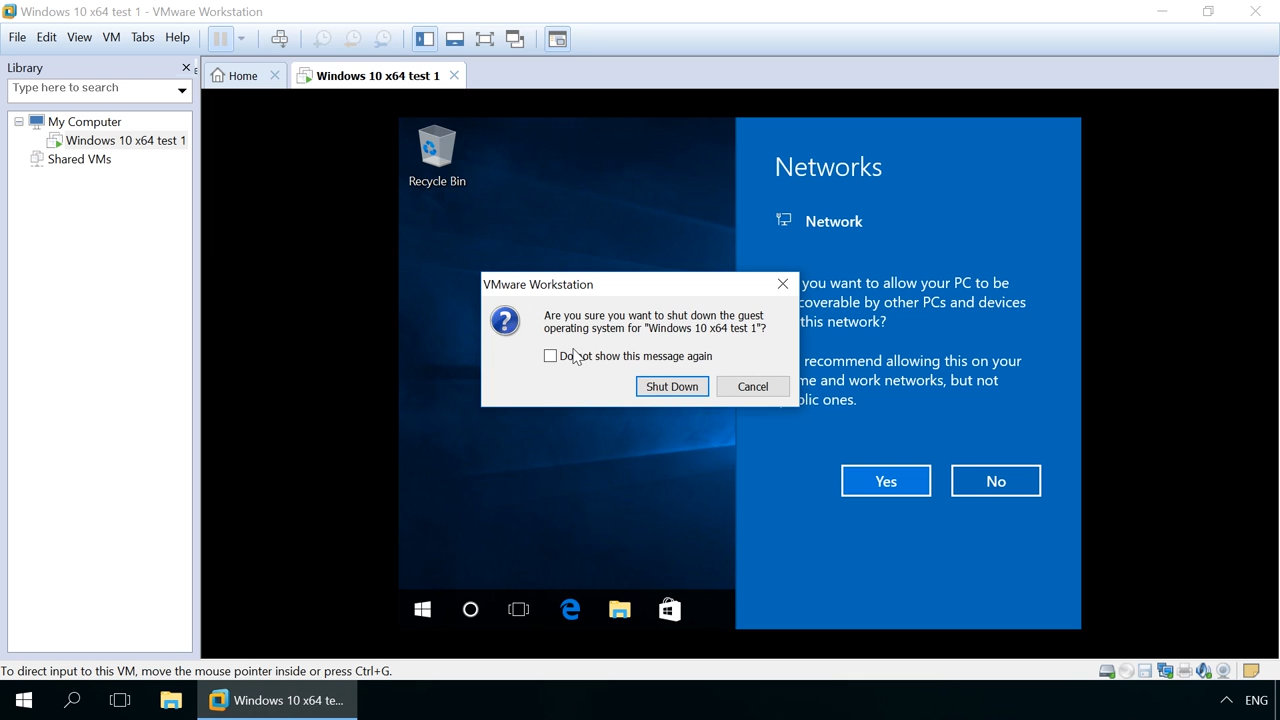 Windows 10 x64 test 1 - VMware Workstation
File Edit View VM Tabs Help
Library
Type here to search
My Computer
Windows 10 x64 test 1
Shared VMs
Home
Windows 10 x64 test 1
Recycle Bin
Networks
Network
you want to allow your PC to be
coverable by other PCs and devices
this network?
recommend allowing this on your
me and work networks, but not
blic ones.
Yes
No
VMware Workstation
Are you sure you want to shut down the guest
operating system for "Windows 10 x64 test 1"?
Do not show this message again
Shut Down
Cancel
To direct input to this VM, move the mouse pointer inside or press Ctrl+G.
Windows 10 x64 te...
ENG